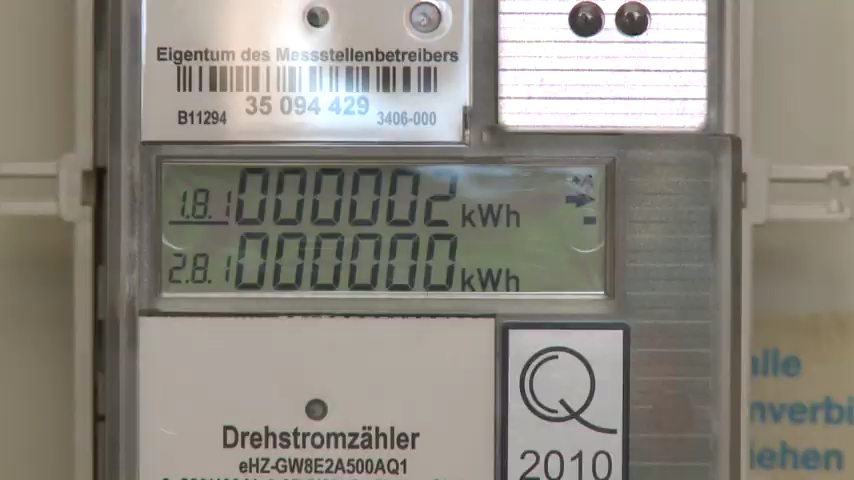 Eigentum des Messstellenbetreibers
35 094 429
B11294 3406-000
1.8.1 000002 kWh
2.8.1 000000 kWh
Drehstromzähler
eHZ-GW8E2A500AQ1
Q
2010
alle
nverbi
iehen